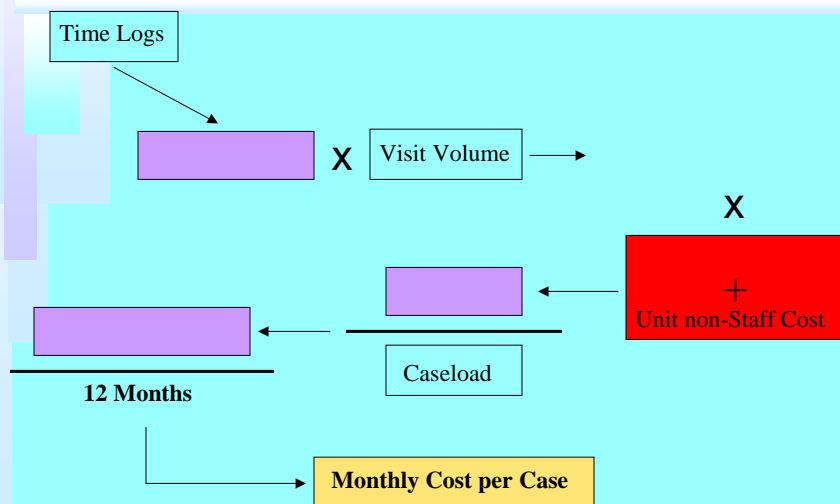 Time Logs
X Visit Volume
X
+
Unit non-Staff Cost
Caseload
12 Months
Monthly Cost per Case